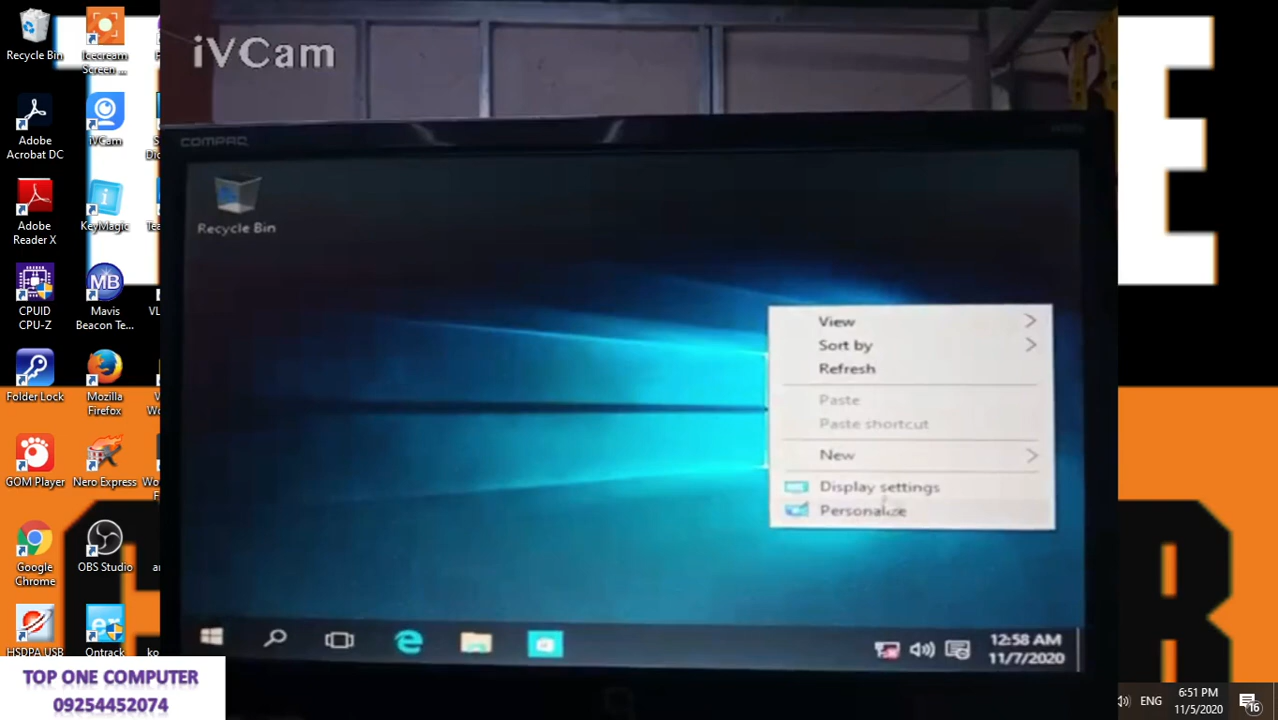 Recycle Bin
Icecream
Screen ...
Adobe
Acrobat DC
iVCam
Adobe
Reader X
KeyMagic
CPUID
CPU-Z
Mavis
Beacon Te...
Folder Lock
Mozilla
Firefox
GOM Player
Nero Express
Google
Chrome
OBS Studio
HSDPA USB
Ontrack
TOP ONE COMPUTER
09254452074
iVCam
COMPAQ
Recycle Bin
View
Sort by
Refresh
Paste
Paste shortcut
New
Display settings
Personalize
12:58 AM
11/7/2020
E
ENG
6:51 PM
11/5/2020
16